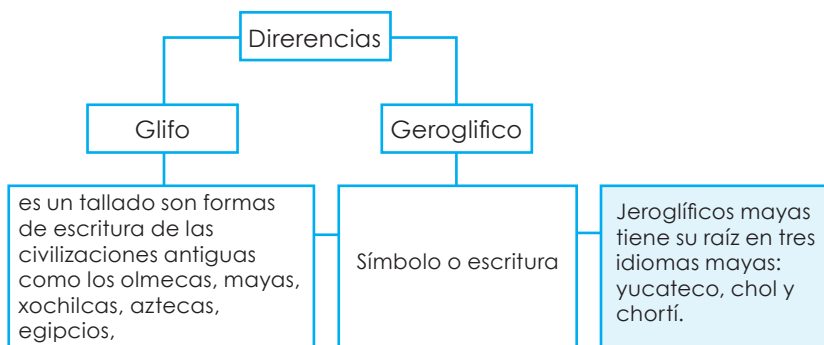 Direrencias
Glifo
Geroglifico
es un tallado son formas
de escritura de las
civilizaciones antiguas
como los olmecas, mayas,
xochilcas, aztecas,
egipcios,
Símbolo o escritura
Jeroglíficos mayas
tiene su raíz en tres
idiomas mayas:
yucateco, chol y
chortí.